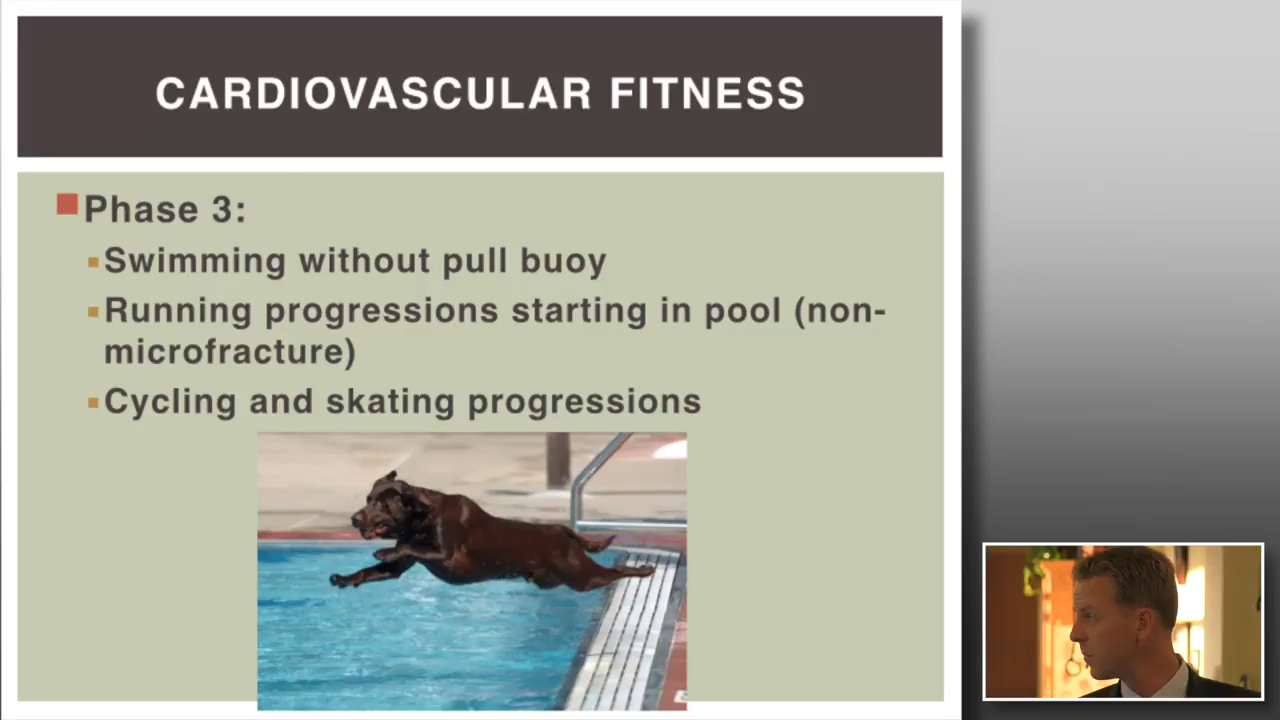 CARDIOVASCULAR FITNESS
Phase 3:
Swimming without pull buoy
Running progressions starting in pool (non-
microfracture)
Cycling and skating progressions